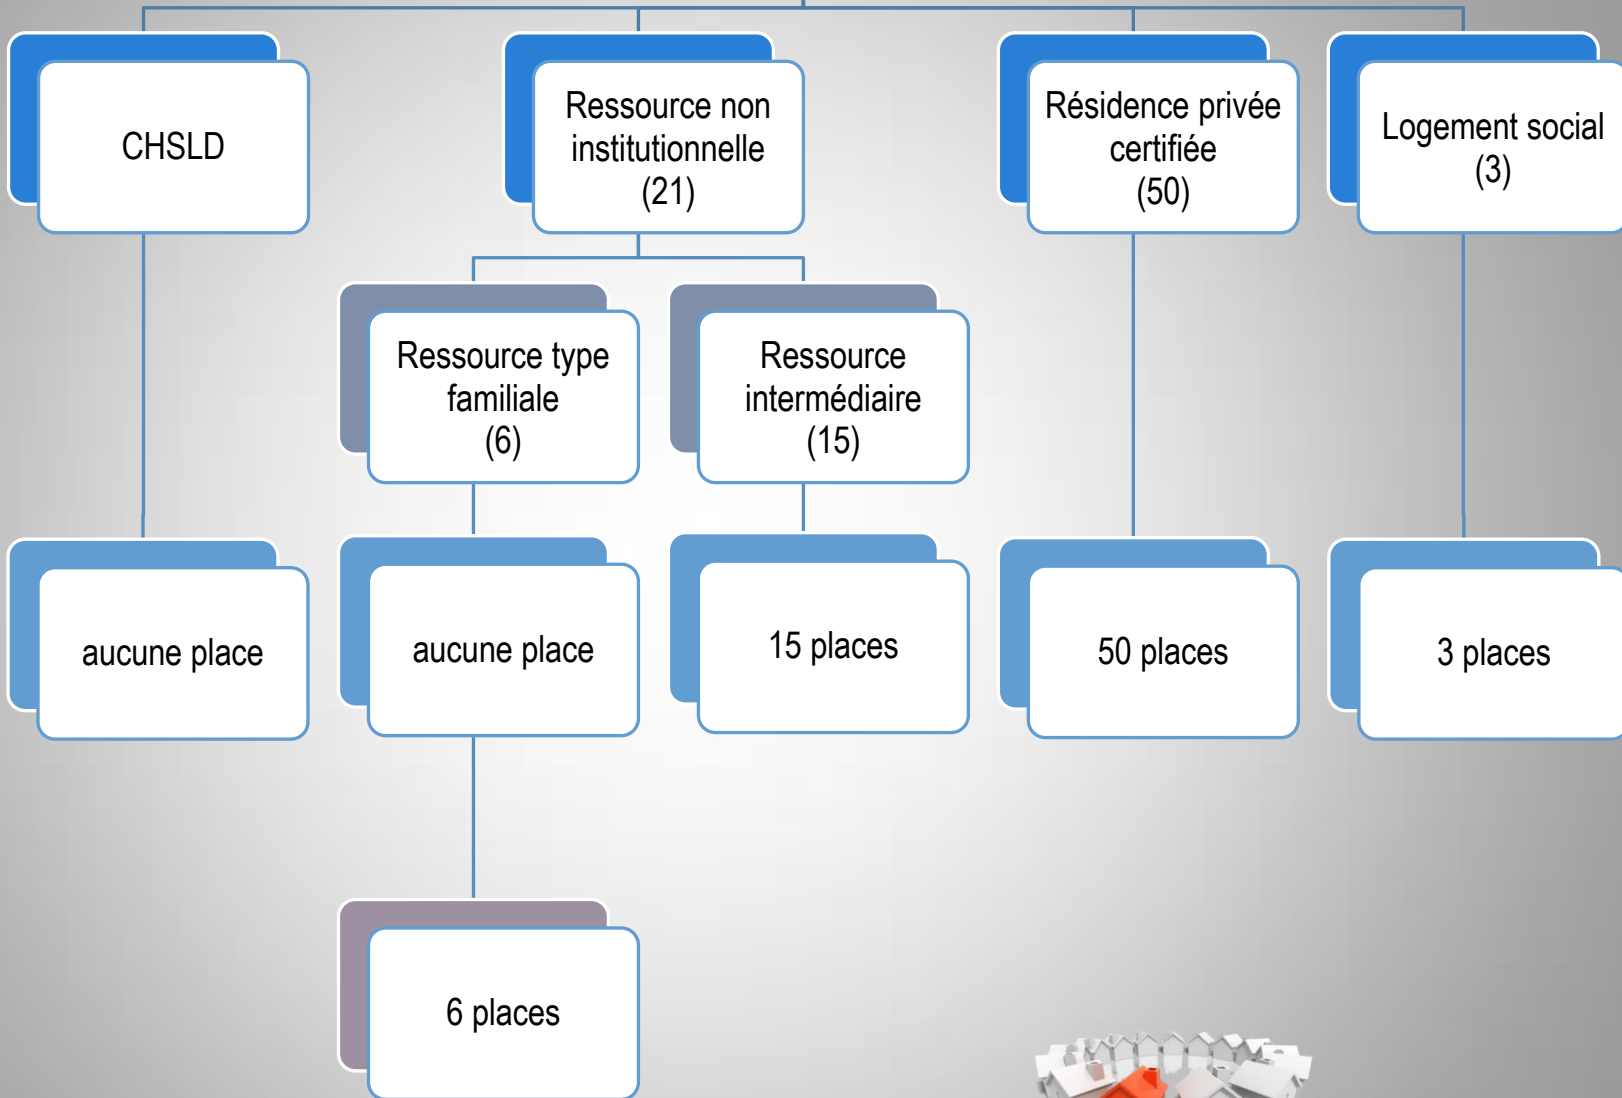 CHSLD
Ressource non
institutionnelle
(21)
Résidence privée
certifiée
(50)
Logement social
(3)
Ressource type
familiale
(6)
Ressource
intermédiaire
(15)
aucune place
aucune place
15 places
50 places
3 places
6 places